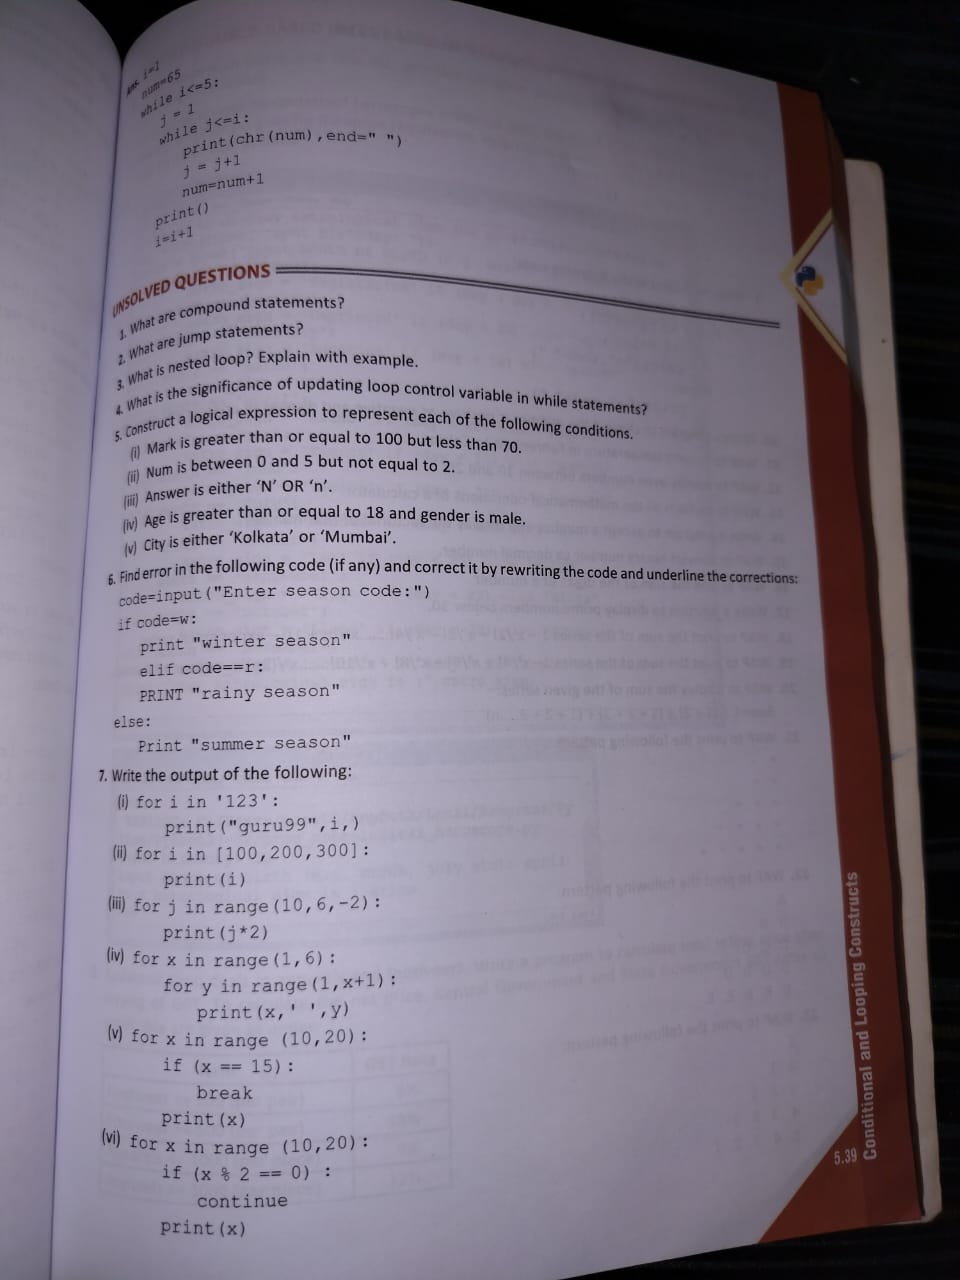 Ans. i=1
num=65
while i<=5:
j = 1
while j<=i:
print(chr(num),end=" ")
j = j+1
num=num+1
print()
i=i+1
UNSOLVED QUESTIONS
1. What are compound statements?
2. What are jump statements?
3. What is nested loop? Explain with example.
4. What is the significance of updating loop control variable in while statements?
5. Construct a logical expression to represent each of the following conditions.
(i) Mark is greater than or equal to 100 but less than 70.
(ii) Num is between 0 and 5 but not equal to 2.
(iii) Answer is either ‘N’ OR ‘n’.
(iv) Age is greater than or equal to 18 and gender is male.
(v) City is either ‘Kolkata’ or ‘Mumbai’.
6. Find error in the following code (if any) and correct it by rewriting the code and underline the corrections:
code=input("Enter season code:")
if code=w:
print "winter season"
elif code==r:
PRINT "rainy season"
else:
Print "summer season"
7. Write the output of the following:
(i) for i in '123':
print("guru99",i,)
(ii) for i in [100,200,300]:
print(i)
(iii) for j in range(10,6,-2):
print(j*2)
(iv) for x in range(1,6):
for y in range(1,x+1):
print(x,' ',y)
(v) for x in range (10,20):
if (x == 15):
break
print(x)
(vi) for x in range (10,20):
if (x % 2 == 0) :
continue
print(x)
Conditional and Looping Constructs
5.39